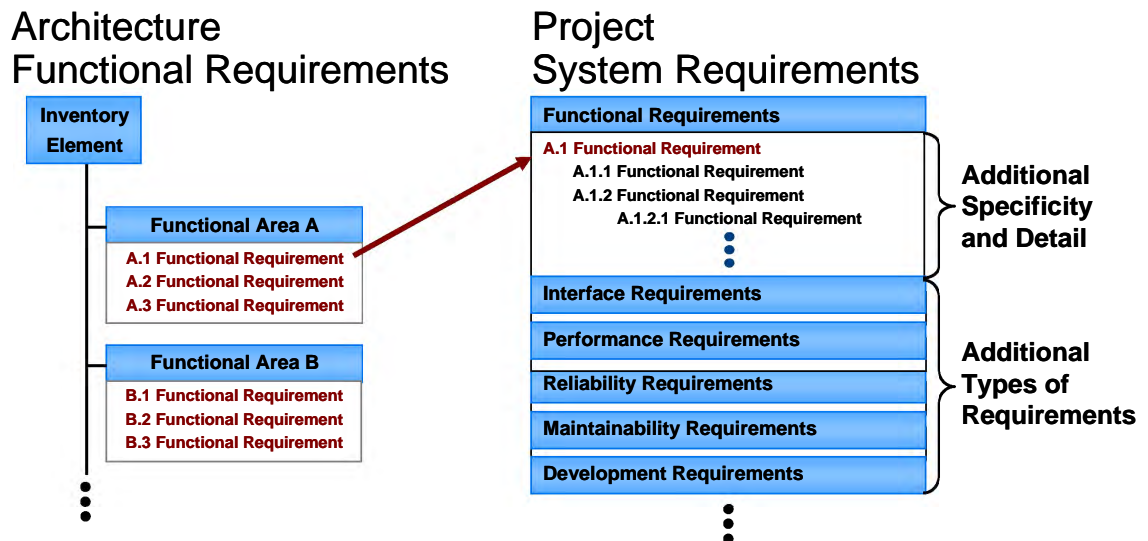 Architecture
Functional Requirements
Inventory
Element
Functional Area A
A.1 Functional Requirement
A.2 Functional Requirement
A.3 Functional Requirement
Functional Area B
B.1 Functional Requirement
B.2 Functional Requirement
B.3 Functional Requirement
Project
System Requirements
Functional Requirements
A.1 Functional Requirement
A.1.1 Functional Requirement
A.1.2 Functional Requirement
A.1.2.1 Functional Requirement
Interface Requirements
Performance Requirements
Reliability Requirements
Maintainability Requirements
Development Requirements
Additional
Specificity
and Detail
Additional
Types of
Requirements